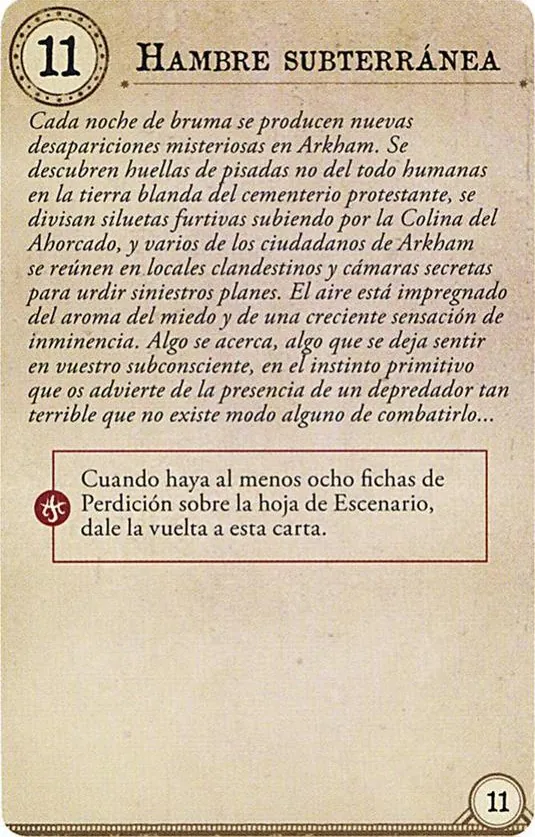 11
HAMBRE SUBTERRÁNEA
Cada noche de bruma se producen nuevas
desapariciones misteriosas en Arkham. Se
descubren huellas de pisadas no del todo humanas
en la tierra blanda del cementerio protestante, se
divisan siluetas furtivas subiendo por la Colina del
Ahorcado, y varios de los ciudadanos de Arkham
se reúnen en locales clandestinos y cámaras secretas
para urdir siniestros planes. El aire está impregnado
del aroma del miedo y de una creciente sensación de
inminencia. Algo se acerca, algo que se deja sentir
en vuestro subconsciente, en el instinto primitivo
que os advierte de la presencia de un depredador tan
terrible que no existe modo alguno de combatirlo...
Cuando haya al menos ocho fichas de
Perdición sobre la hoja de Escenario,
dale la vuelta a esta carta.
11